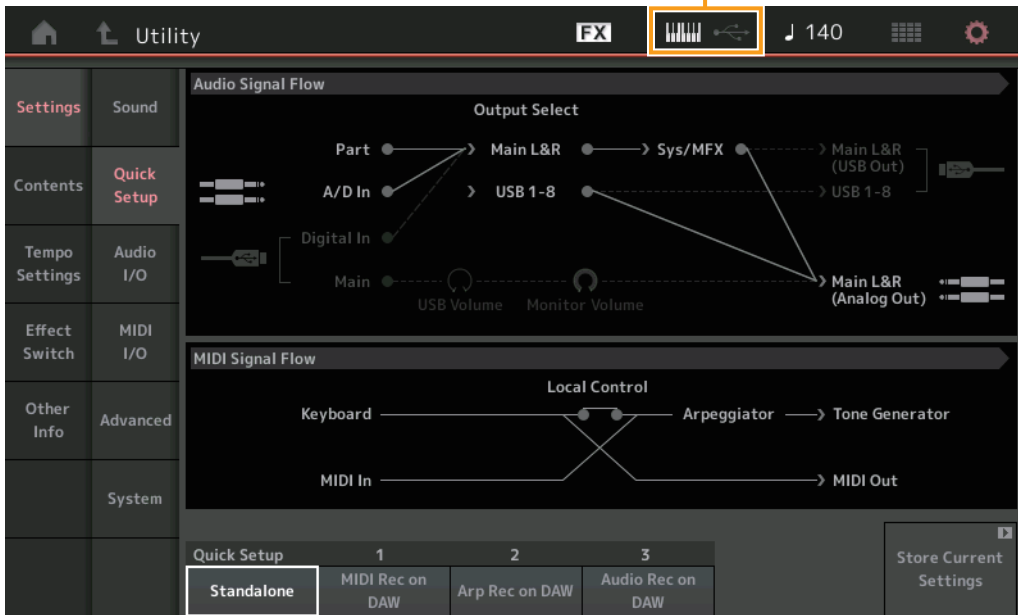 Utility
FX
140
Settings
Sound
Contents
Quick
Setup
Tempo
Settings
Audio
I/O
Effect
Switch
MIDI
I/O
Other
Info
Advanced
System
Audio Signal Flow
Output Select
Part
Main L&R
Sys/MFX
Main L&R
(USB Out)
A/D In
USB 1-8
USB 1-8
Digital In
Main
USB Volume
Monitor Volume
Main L&R
(Analog Out)
MIDI Signal Flow
Local Control
Keyboard
Arpeggiator
Tone Generator
MIDI In
MIDI Out
Quick Setup
1
2
3
Standalone
MIDI Rec on
DAW
Arp Rec on DAW
Audio Rec on
DAW
Store Current
Settings